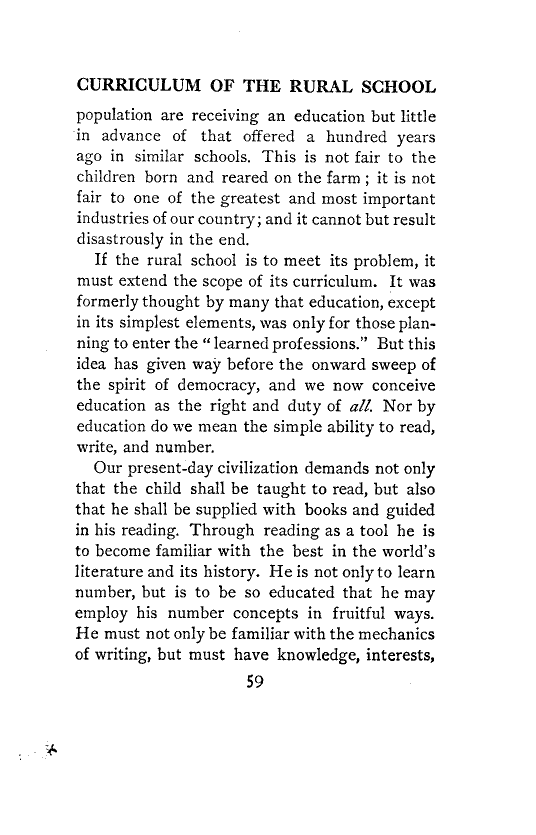 CURRICULUM OF THE RURAL SCHOOL
population are receiving an education but little
in advance of that offered a hundred years
ago in similar schools. This is not fair to the
children born and reared on the farm ; it is not
fair to one of the greatest and most important
industries of our country; and it cannot but result
disastrously in the end.
If the rural school is to meet its problem, it
must extend the scope of its curriculum. It was
formerly thought by many that education, except
in its simplest elements, was only for those plan-
ning to enter the "learned professions." But this
idea has given way before the onward sweep of
the spirit of democracy, and we now conceive
education as the right and duty of all. Nor by
education do we mean the simple ability to read,
write, and number.
Our present-day civilization demands not only
that the child shall be taught to read, but also
that he shall be supplied with books and guided
in his reading. Through reading as a tool he is
to become familiar with the best in the world's
literature and its history. He is not only to learn
number, but is to be so educated that he may
employ his number concepts in fruitful ways.
He must not only be familiar with the mechanics
of writing, but must have knowledge, interests,
59